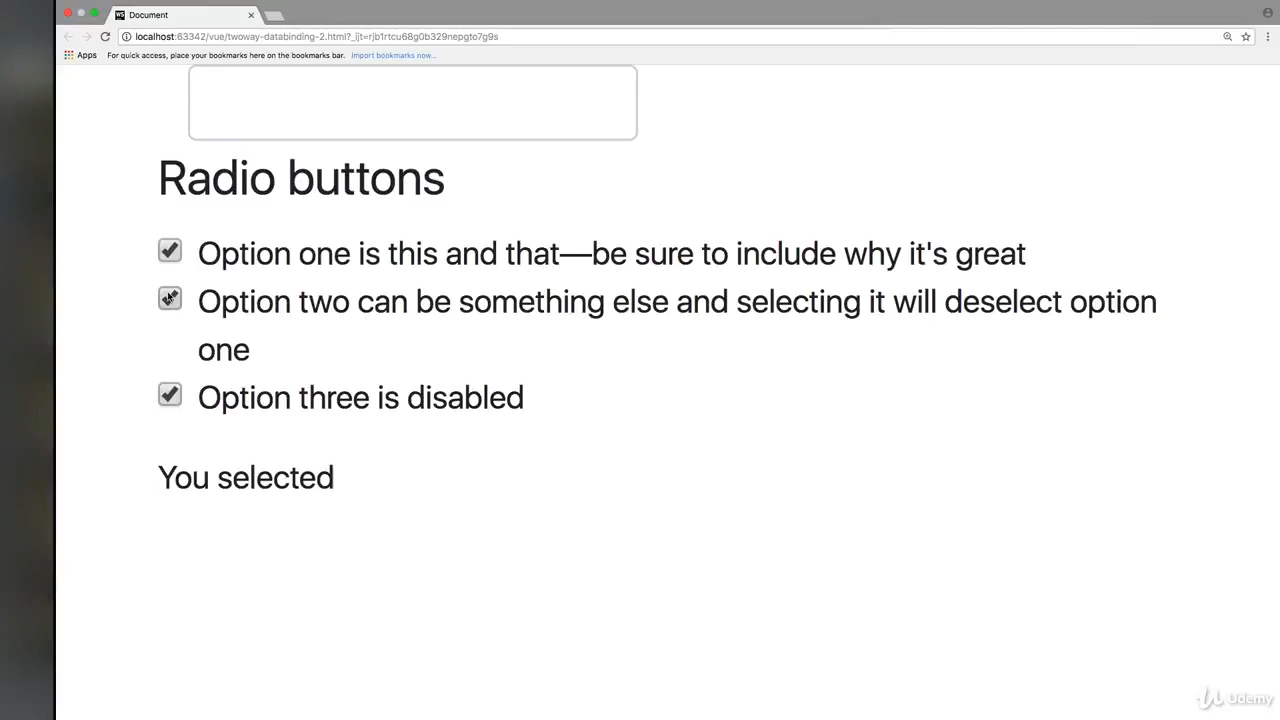 WS Document
localhost:63342/vue/twoway-databinding-2.html?_ijt=rjb1rtcu68g0b329nepgto7g9s
Apps For quick access, place your bookmarks here on the bookmarks bar. Import bookmarks now...
Radio buttons
Option one is this and that—be sure to include why it's great
Option two can be something else and selecting it will deselect option
one
Option three is disabled
You selected
Udemy